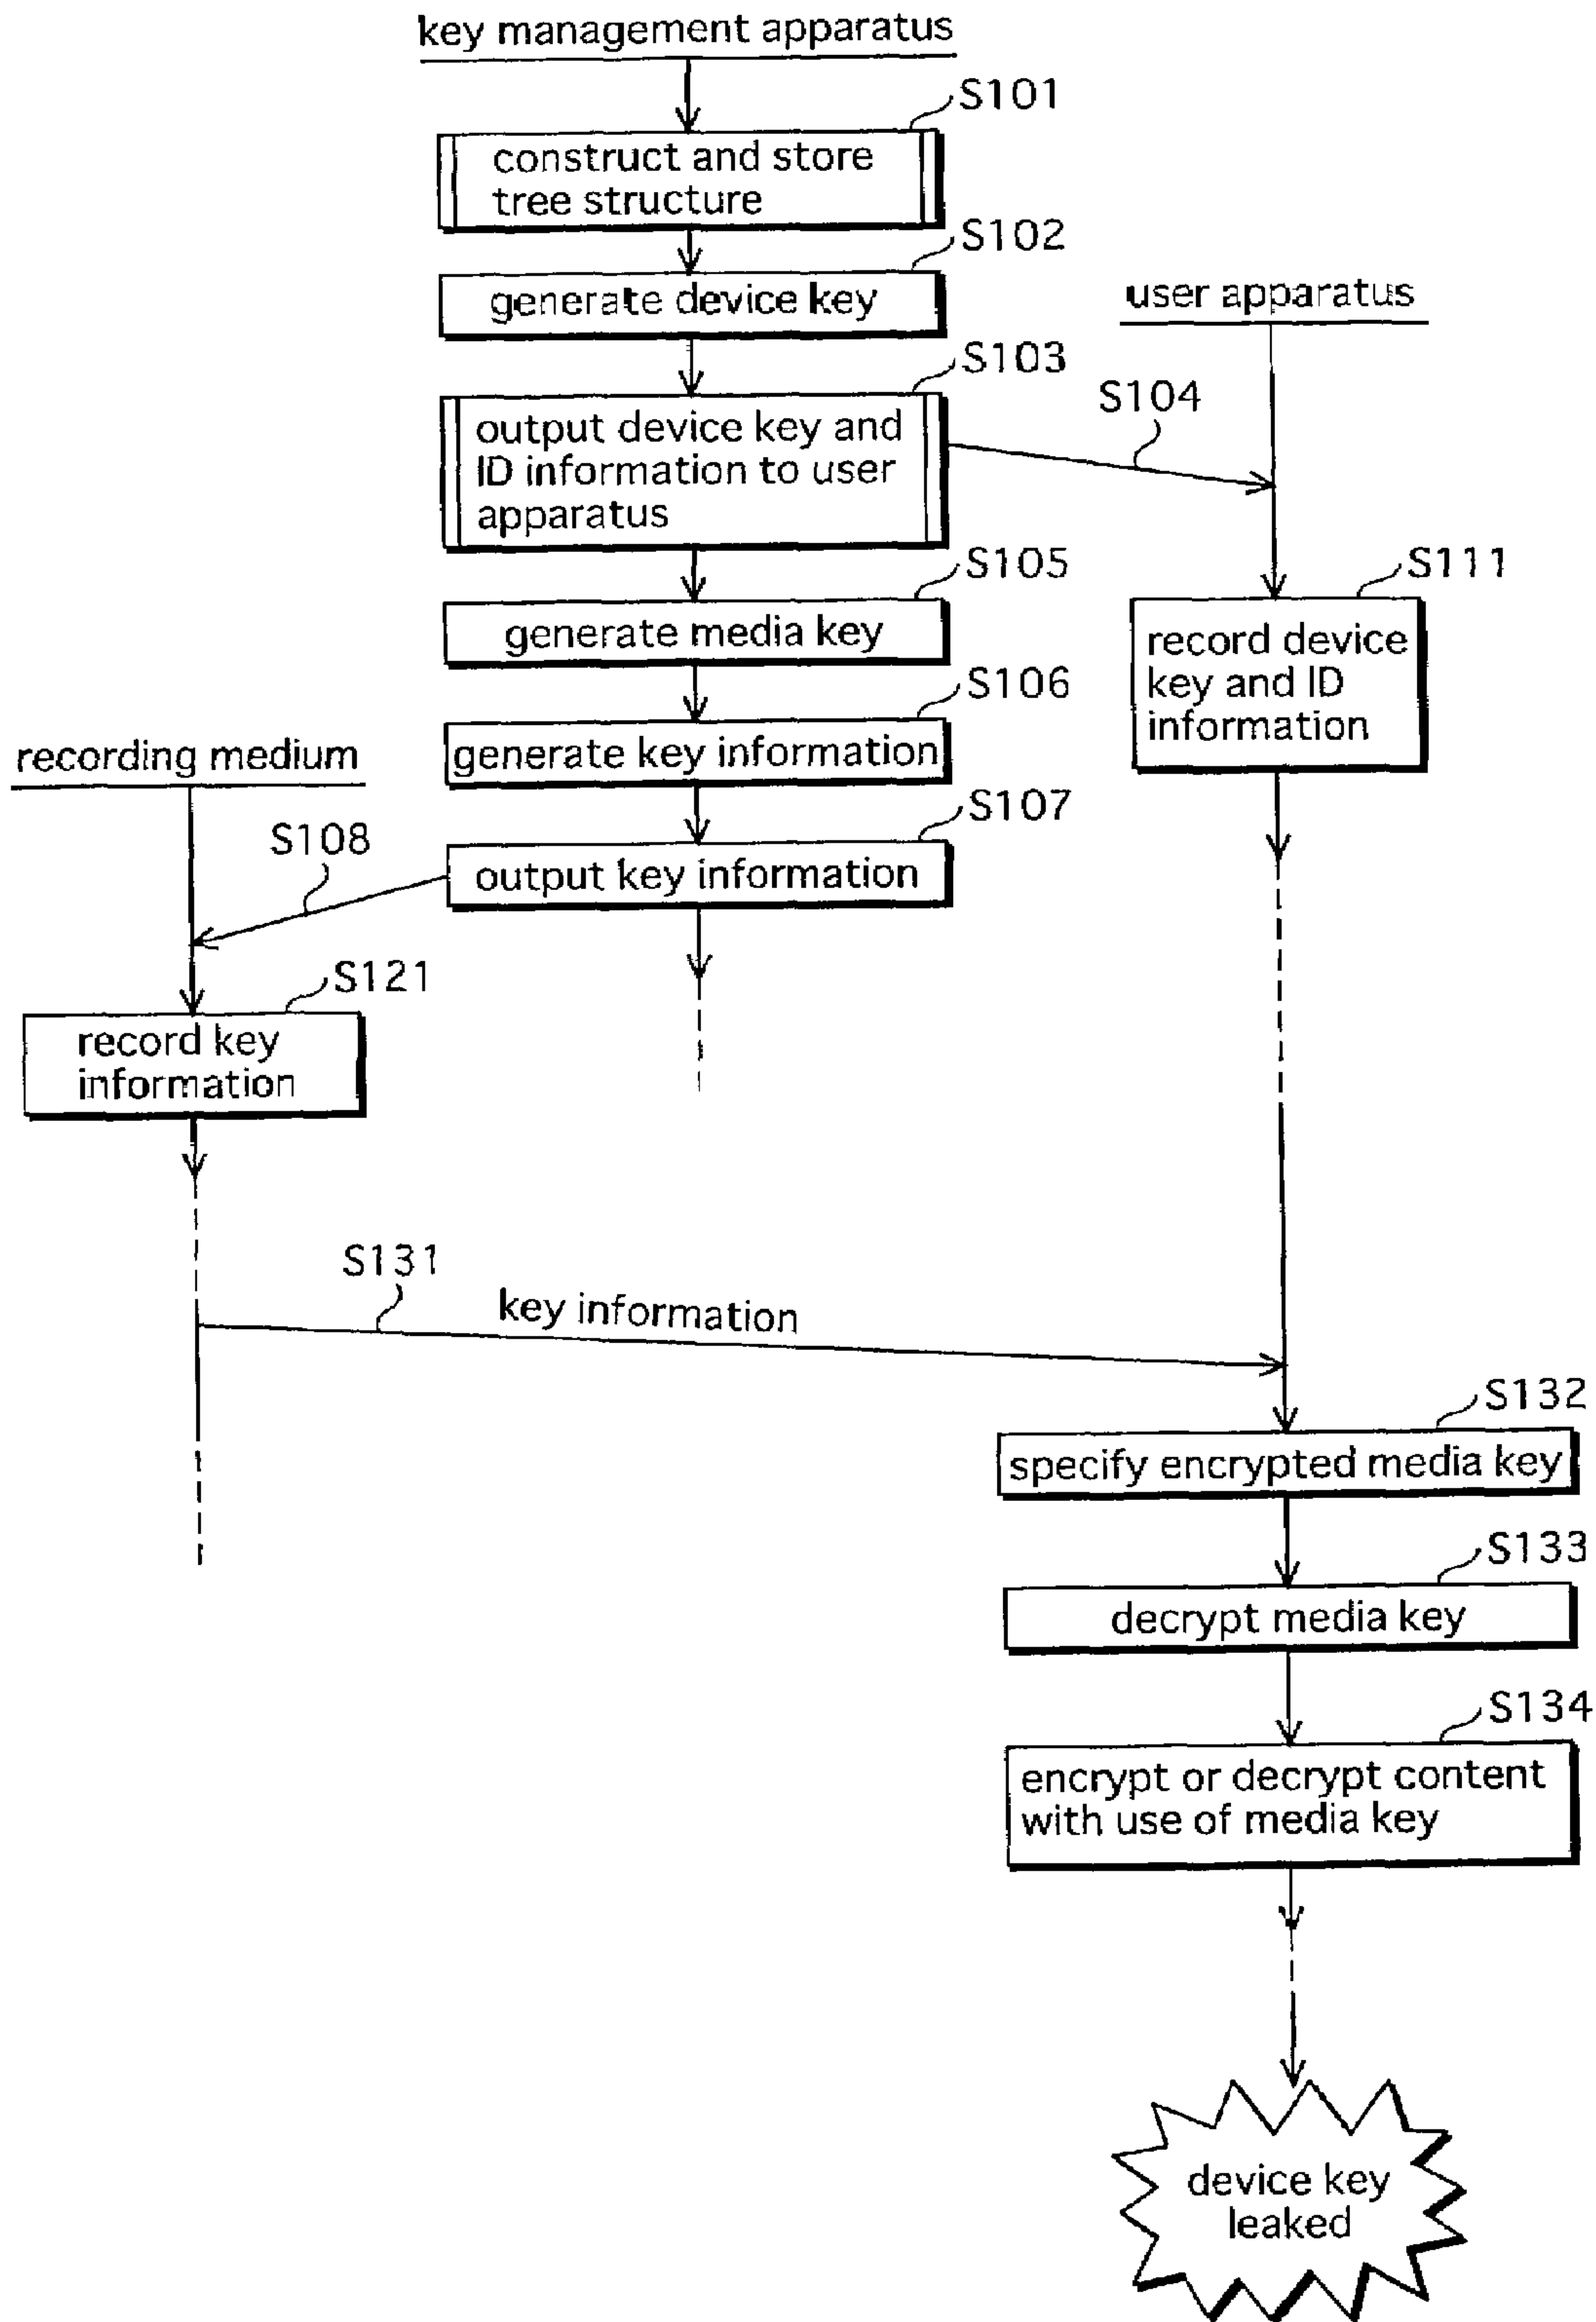 key management apparatus
S101
construct and store
tree structure
S102
generate device key
user apparatus
S103
S104
output device key and
ID information to user
apparatus
S105
S111
generate media key
record device
key and ID
information
S106
generate key information
recording medium
S107
S108
output key information
S121
record key
information
S131
key information
S132
specify encrypted media key
S133
decrypt media key
S134
encrypt or decrypt content
with use of media key
device key
leaked